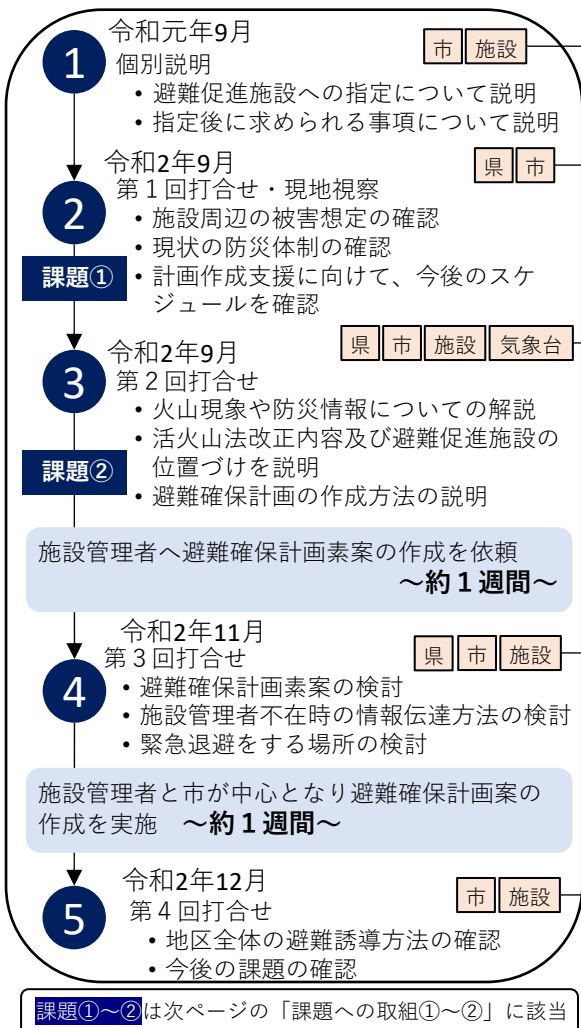 令和元年9月
市 施設
1
個別説明
• 避難促進施設への指定について説明
• 指定後に求められる事項について説明
令和2年9月
県 市
2
第1回打合せ・現地視察
• 施設周辺の被害想定の確認
• 現状の防災体制の確認
課題①
• 計画作成支援に向けて、今後のスケ
ジュールを確認
県 市 施設 気象台
令和2年9月
3
第2回打合せ
• 火山現象や防災情報についての解説
• 活火山法改正内容及び避難促進施設の
位置づけを説明
課題②
• 避難確保計画の作成方法の説明
施設管理者へ避難確保計画素案の作成を依頼
～約1週間～
令和2年11月
県 市 施設
第3回打合せ
4
• 避難確保計画素案の検討
• 施設管理者不在時の情報伝達方法の検討
• 緊急退避をする場所の検討
施設管理者と市が中心となり避難確保計画案の
作成を実施 ～約1週間～
令和2年12月
市 施設
5
第4回打合せ
• 地区全体の避難誘導方法の確認
• 今後の課題の確認
課題①～②は次ページの「課題への取組①～②」に該当